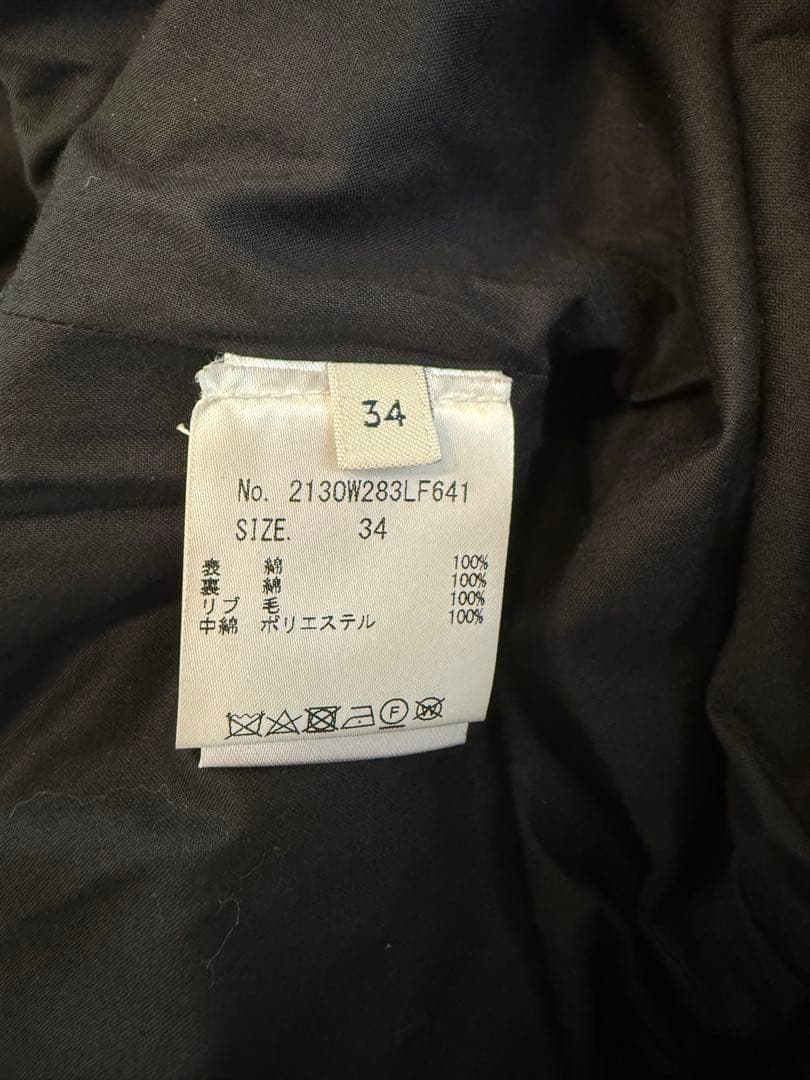 34
No. 2130W283LF641
SIZE. 34
表 綿 100%
裏 綿 100%
リブ 毛 100%
中綿 ポリエステル 100%
F W